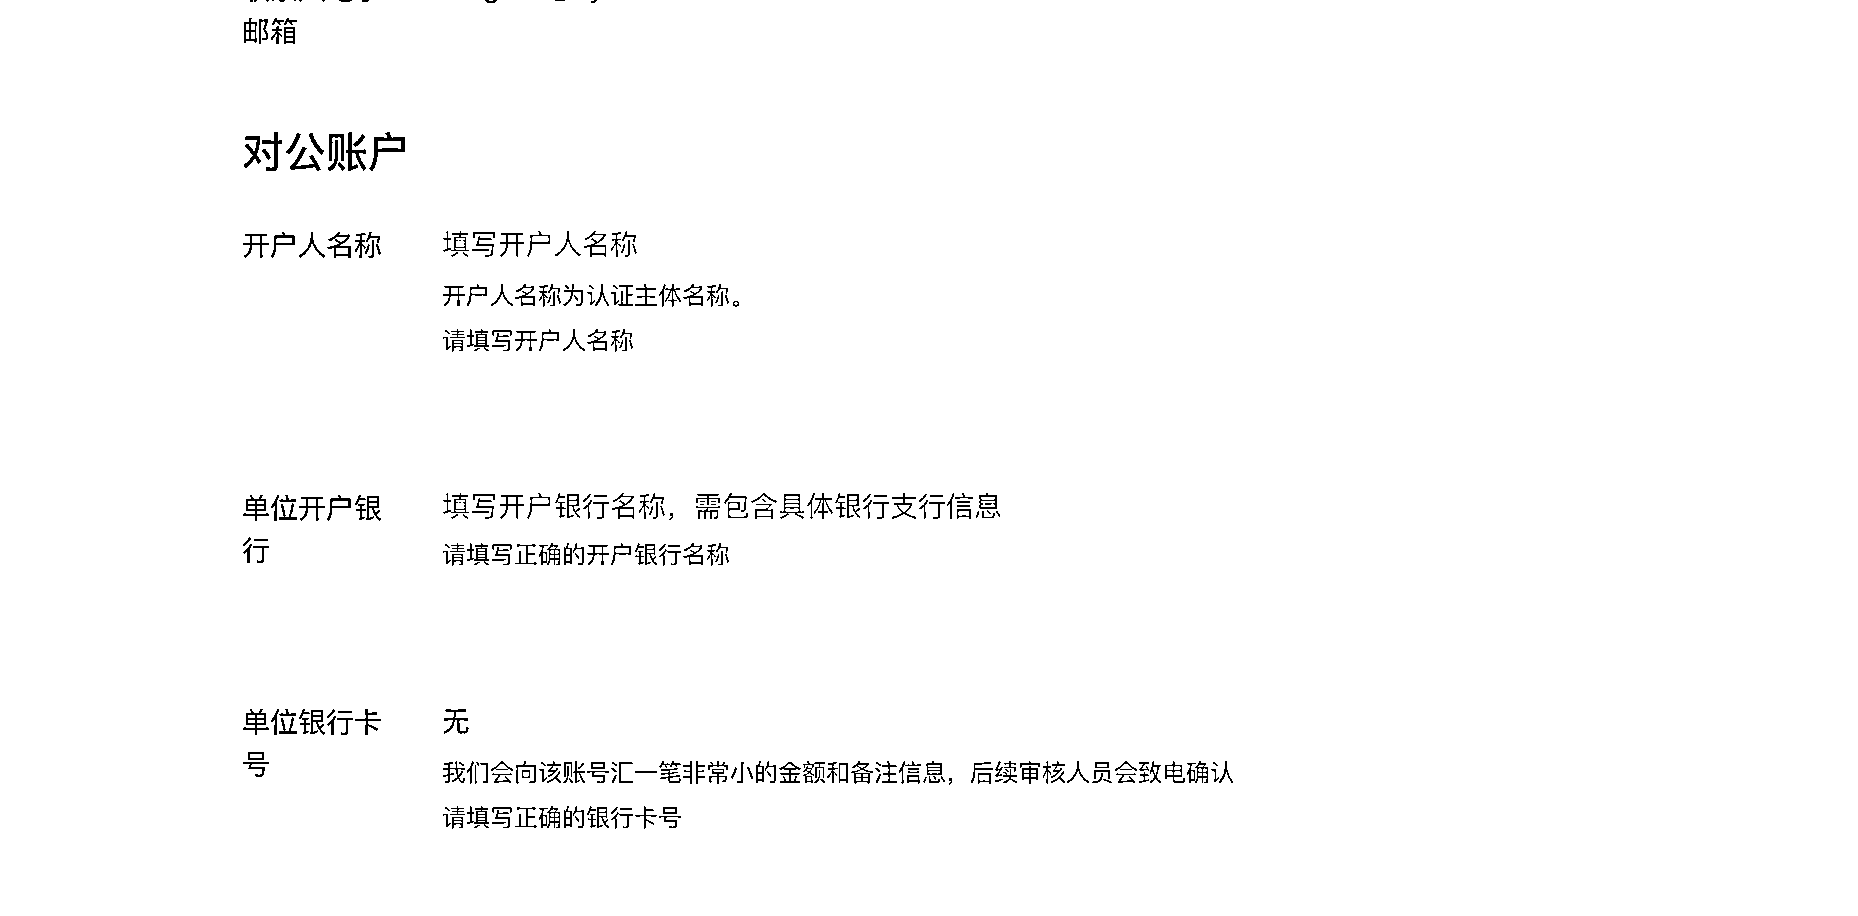 邮箱
对公账户
开户人名称 填写开户人名称
开户人名称为认证主体名称。
请填写开户人名称
单位开户银 填写开户银行名称，需包含具体银行支行信息
行 请填写正确的开户银行名称
单位银行卡 无
号 我们会向该账号汇一笔非常小的金额和备注信息，后续审核人员会致电确认
请填写正确的银行卡号